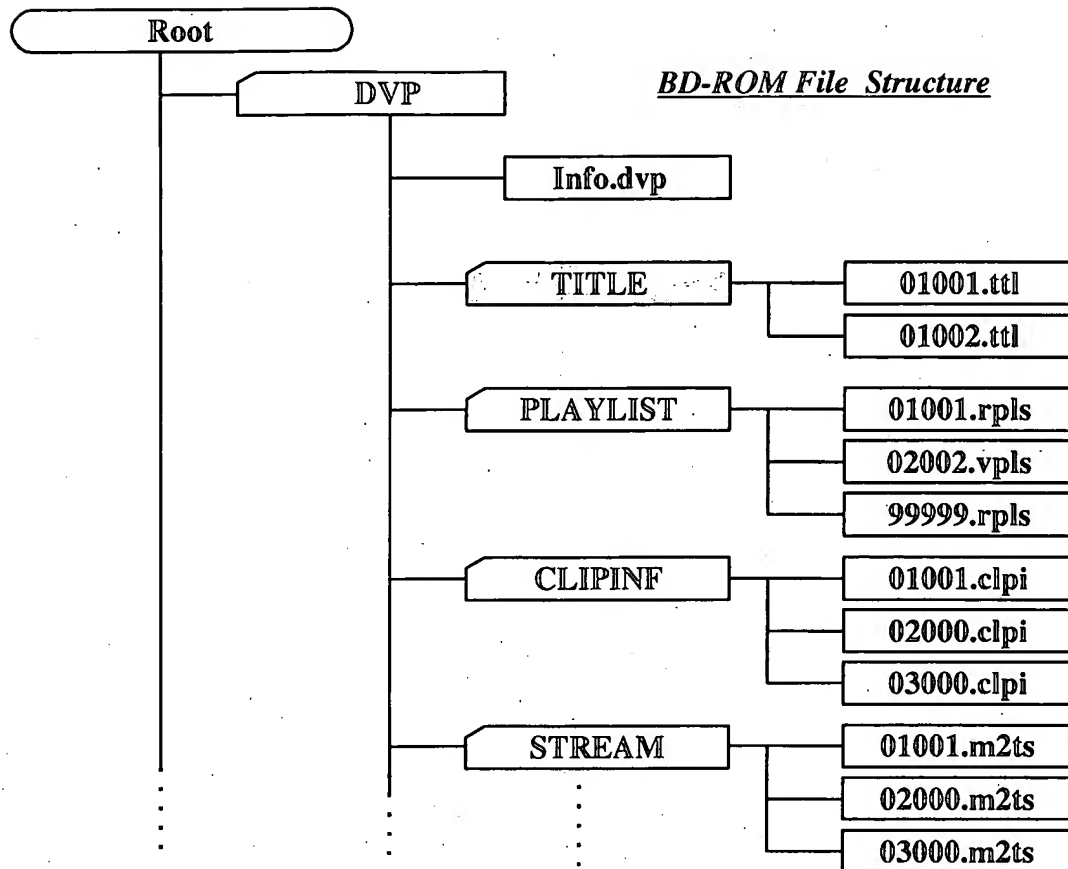 Root
DVP
BD-ROM File Structure
Info.dvp
TITLE
01001.ttl
01002.ttl
PLAYLIST
01001.rpls
02002.vpls
99999.rpls
CLIPINF
01001.clpi
02000.clpi
03000.clpi
STREAM
01001.m2ts
02000.m2ts
03000.m2ts